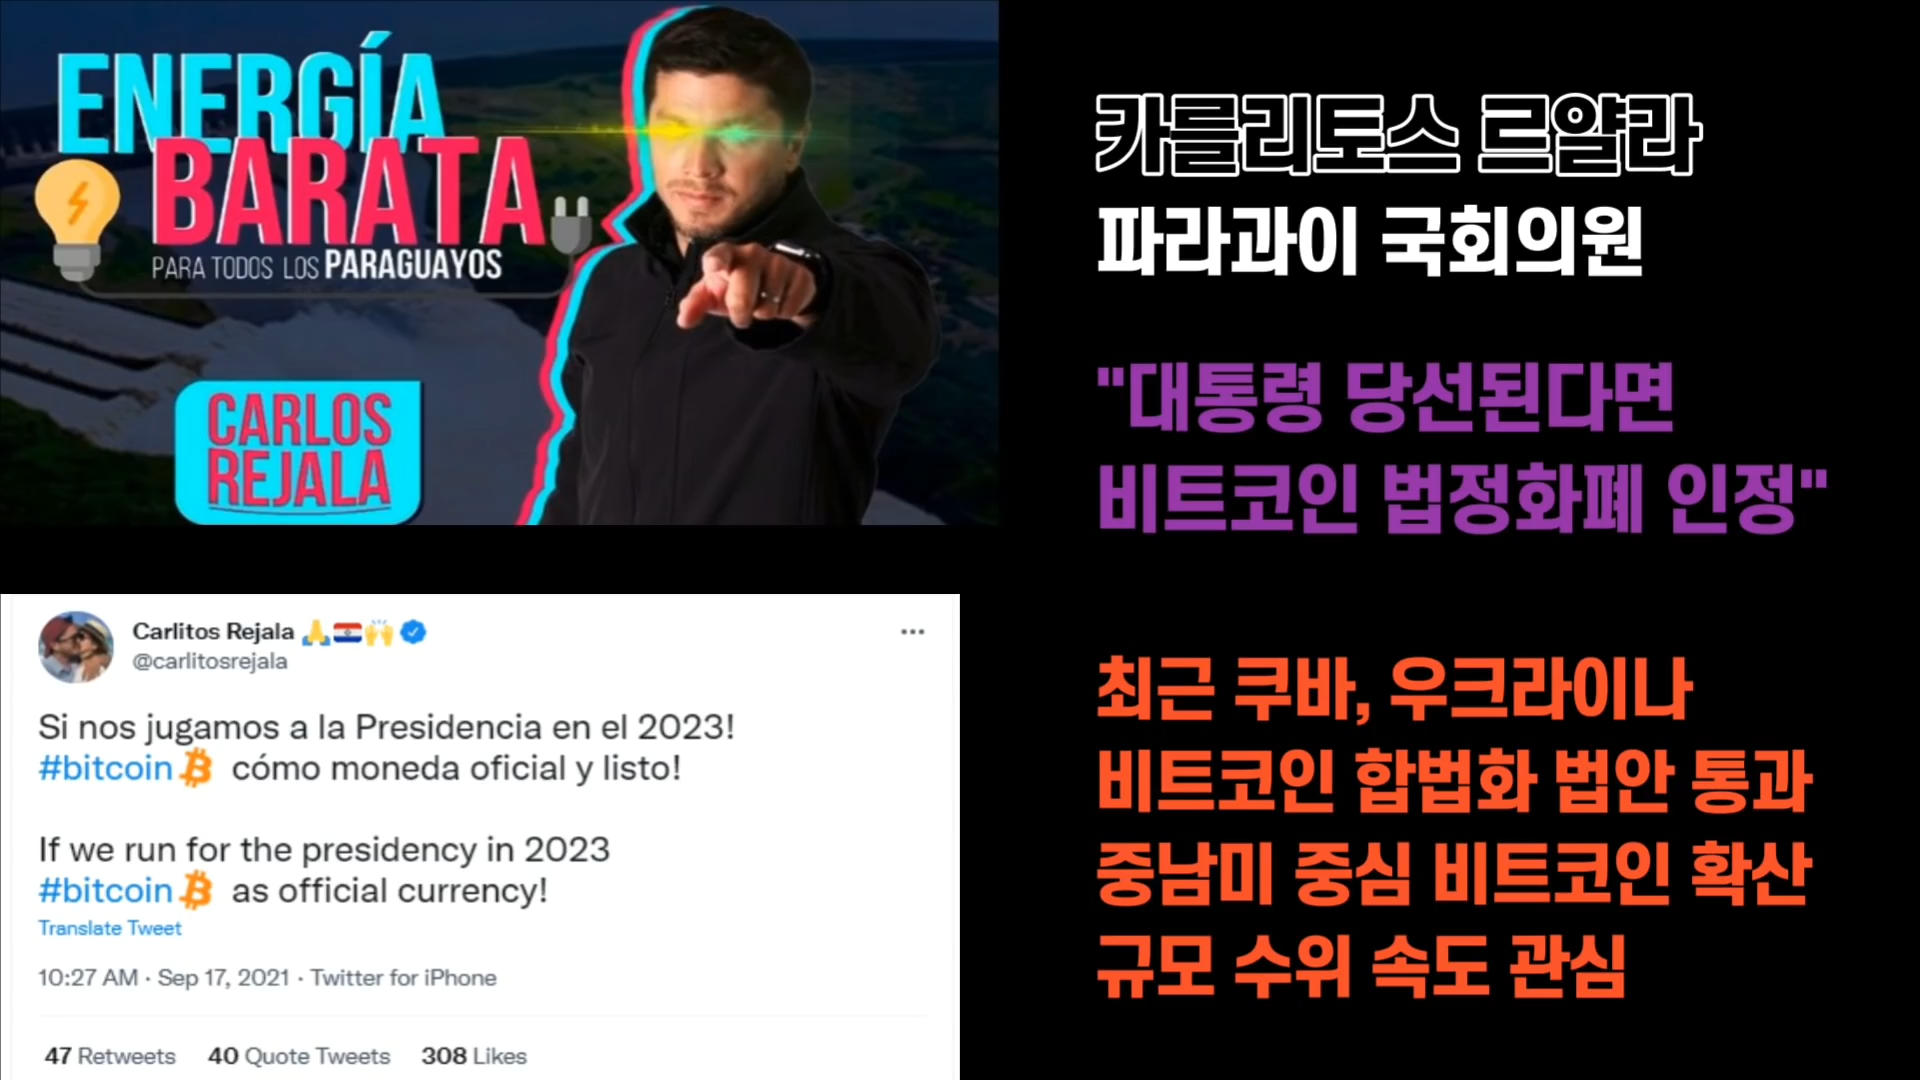 ENERGÍA
BARATA
PARA TODOS LOS PARAGUAYOS
CARLOS
REJALA
카를리토스 르얄라
파라과이 국회의원
"대통령 당선된다면
비트코인 법정화폐 인정"
Carlitos Rejala 🙏🇵🇾🙌
@carlitosrejala
Si nos jugamos a la Presidencia en el 2023!
#bitcoin cómo moneda oficial y listo!
If we run for the presidency in 2023
#bitcoin as official currency!
Translate Tweet
10:27 AM · Sep 17, 2021 · Twitter for iPhone
47 Retweets 40 Quote Tweets 308 Likes
최근 쿠바, 우크라이나
비트코인 합법화 법안 통과
중남미 중심 비트코인 확산
규모 수위 속도 관심